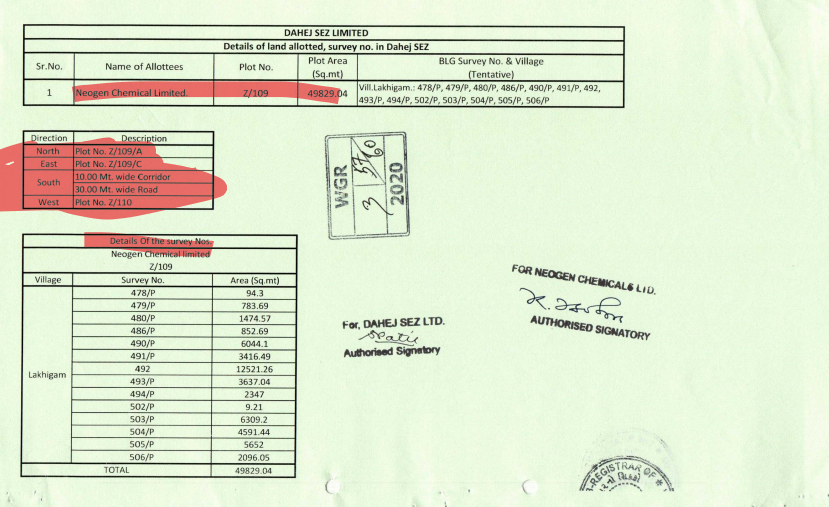 DAHEJ SEZ LIMITED
Details of land allotted, survey no. in Dahej SEZ
Sr.No. Name of Allottees Plot No. Plot Area (Sq.mt) BLG Survey No. & Village (Tentative)
1 Neogen Chemical Limited. Z/109 49829.04 Vill.Lakhigam.: 478/P, 479/P, 480/P, 486/P, 490/P, 491/P, 492,
493/P, 494/P, 502/P, 503/P, 504/P, 505/P, 506/P
Direction Description
North Plot No. Z/109/A
East Plot No. Z/109/C
South 10.00 Mt. wide Corridor
30.00 Mt. wide Road
West Plot No. Z/110
WGR
3
2020
Details Of the survey Nos.
Neogen Chemical limited
Z/109
Village Survey No. Area (Sq.mt)
Lakhigam
478/P 94.3
479/P 783.69
480/P 1474.57
486/P 852.69
490/P 6044.1
491/P 3416.49
492 12521.26
493/P 3637.04
494/P 2347
502/P 9.21
503/P 6309.2
504/P 4591.44
505/P 5652
506/P 2096.05
TOTAL 49829.04
For, DAHEJ SEZ LTD.
Authorised Signatory
FOR NEOGEN CHEMICALS LTD.
AUTHORISED SIGNATORY
REGISTRAR OF